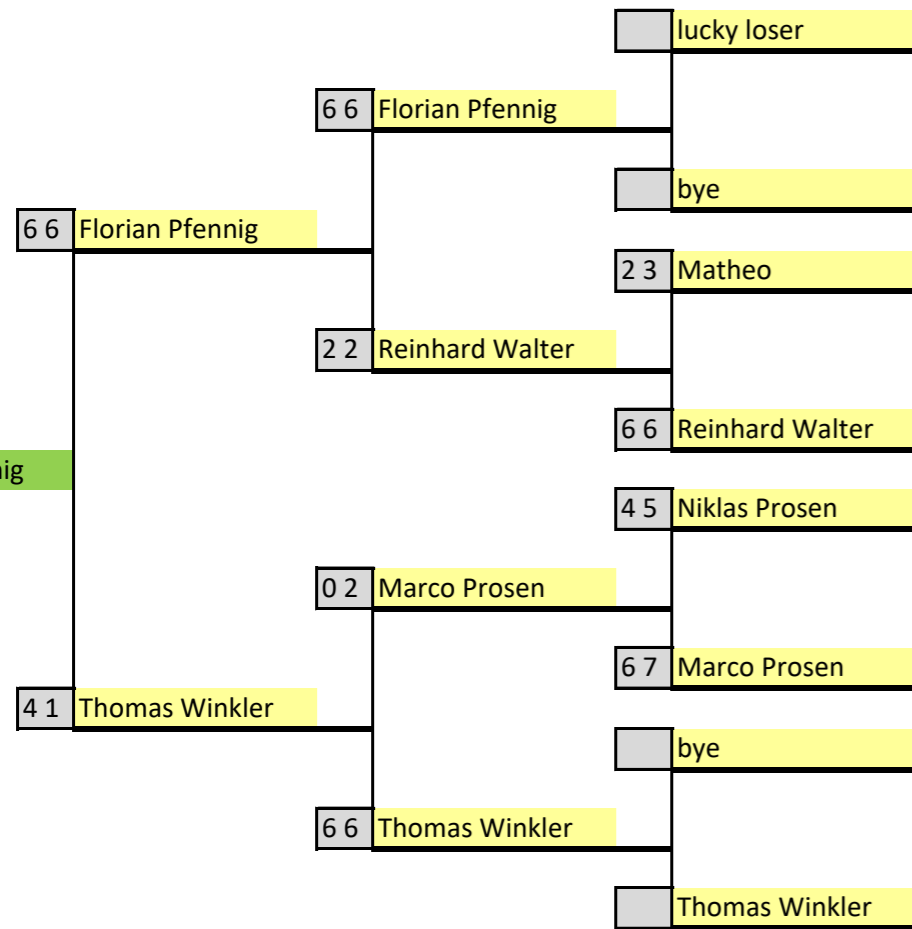 lucky loser
6 6 Florian Pfennig
bye
6 6 Florian Pfennig
2 3 Matheo
2 2 Reinhard Walter
6 6 Reinhard Walter
4 5 Niklas Prosen
0 2 Marco Prosen
6 7 Marco Prosen
4 1 Thomas Winkler
bye
6 6 Thomas Winkler
Thomas Winkler